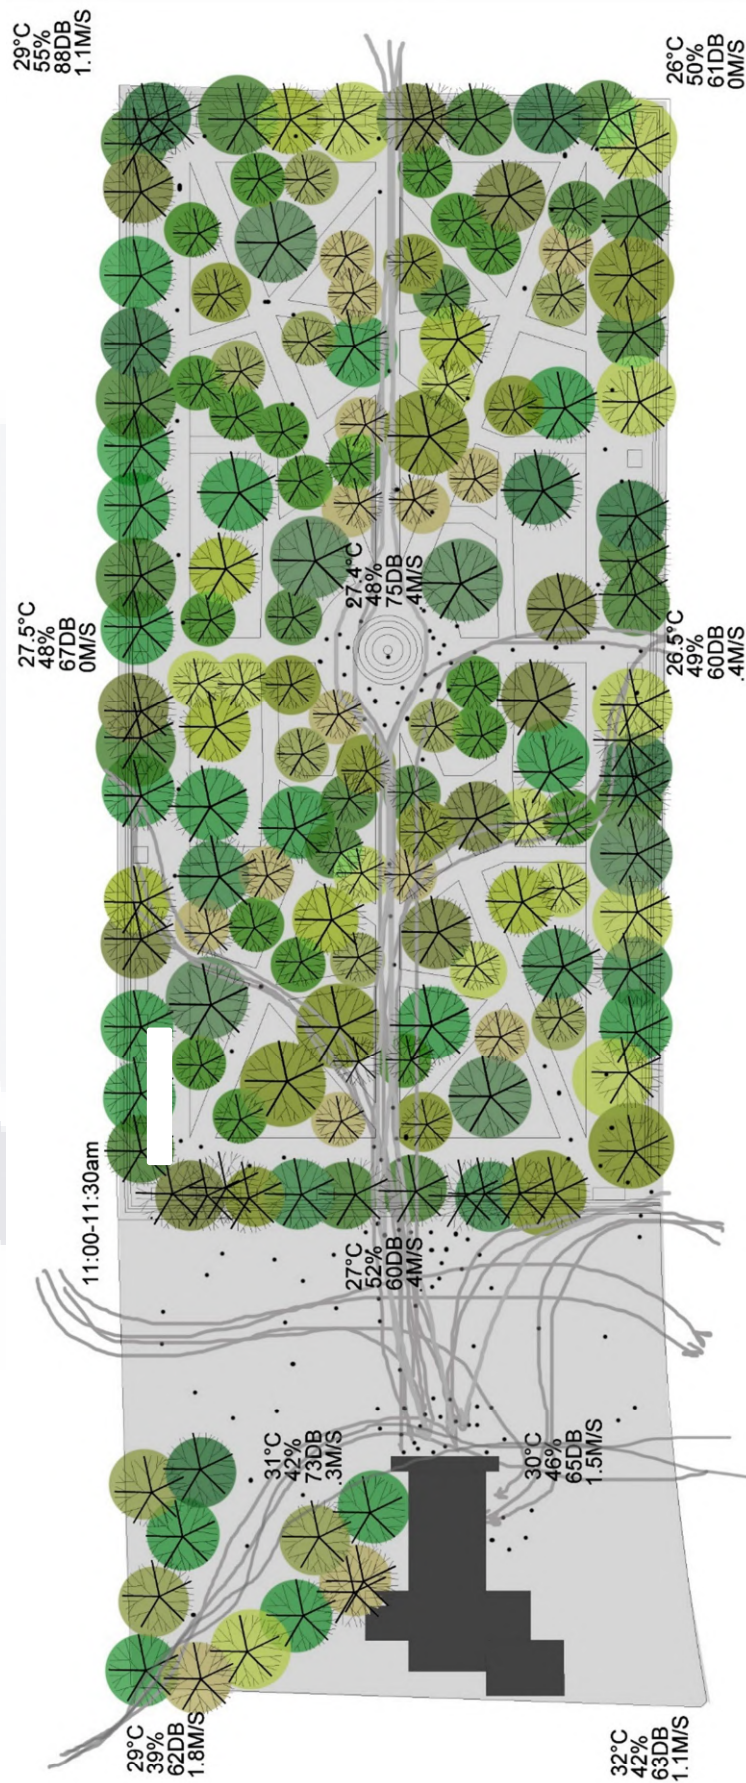 29°C
55%
88DB
1.1M/S
26°C
50%
61DB
0M/S
27.4°C
48%
75DB
.4M/S
27.5°C
48%
67DB
0M/S
26.5°C
49%
60DB
.4M/S
11:00-11:30am
27°C
52%
60DB
.4M/S
31°C
42%
73DB
.3M/S
30°C
46%
65DB
1.5M/S
29°C
39%
62DB
1.8M/S
32°C
42%
63DB
1.1M/S